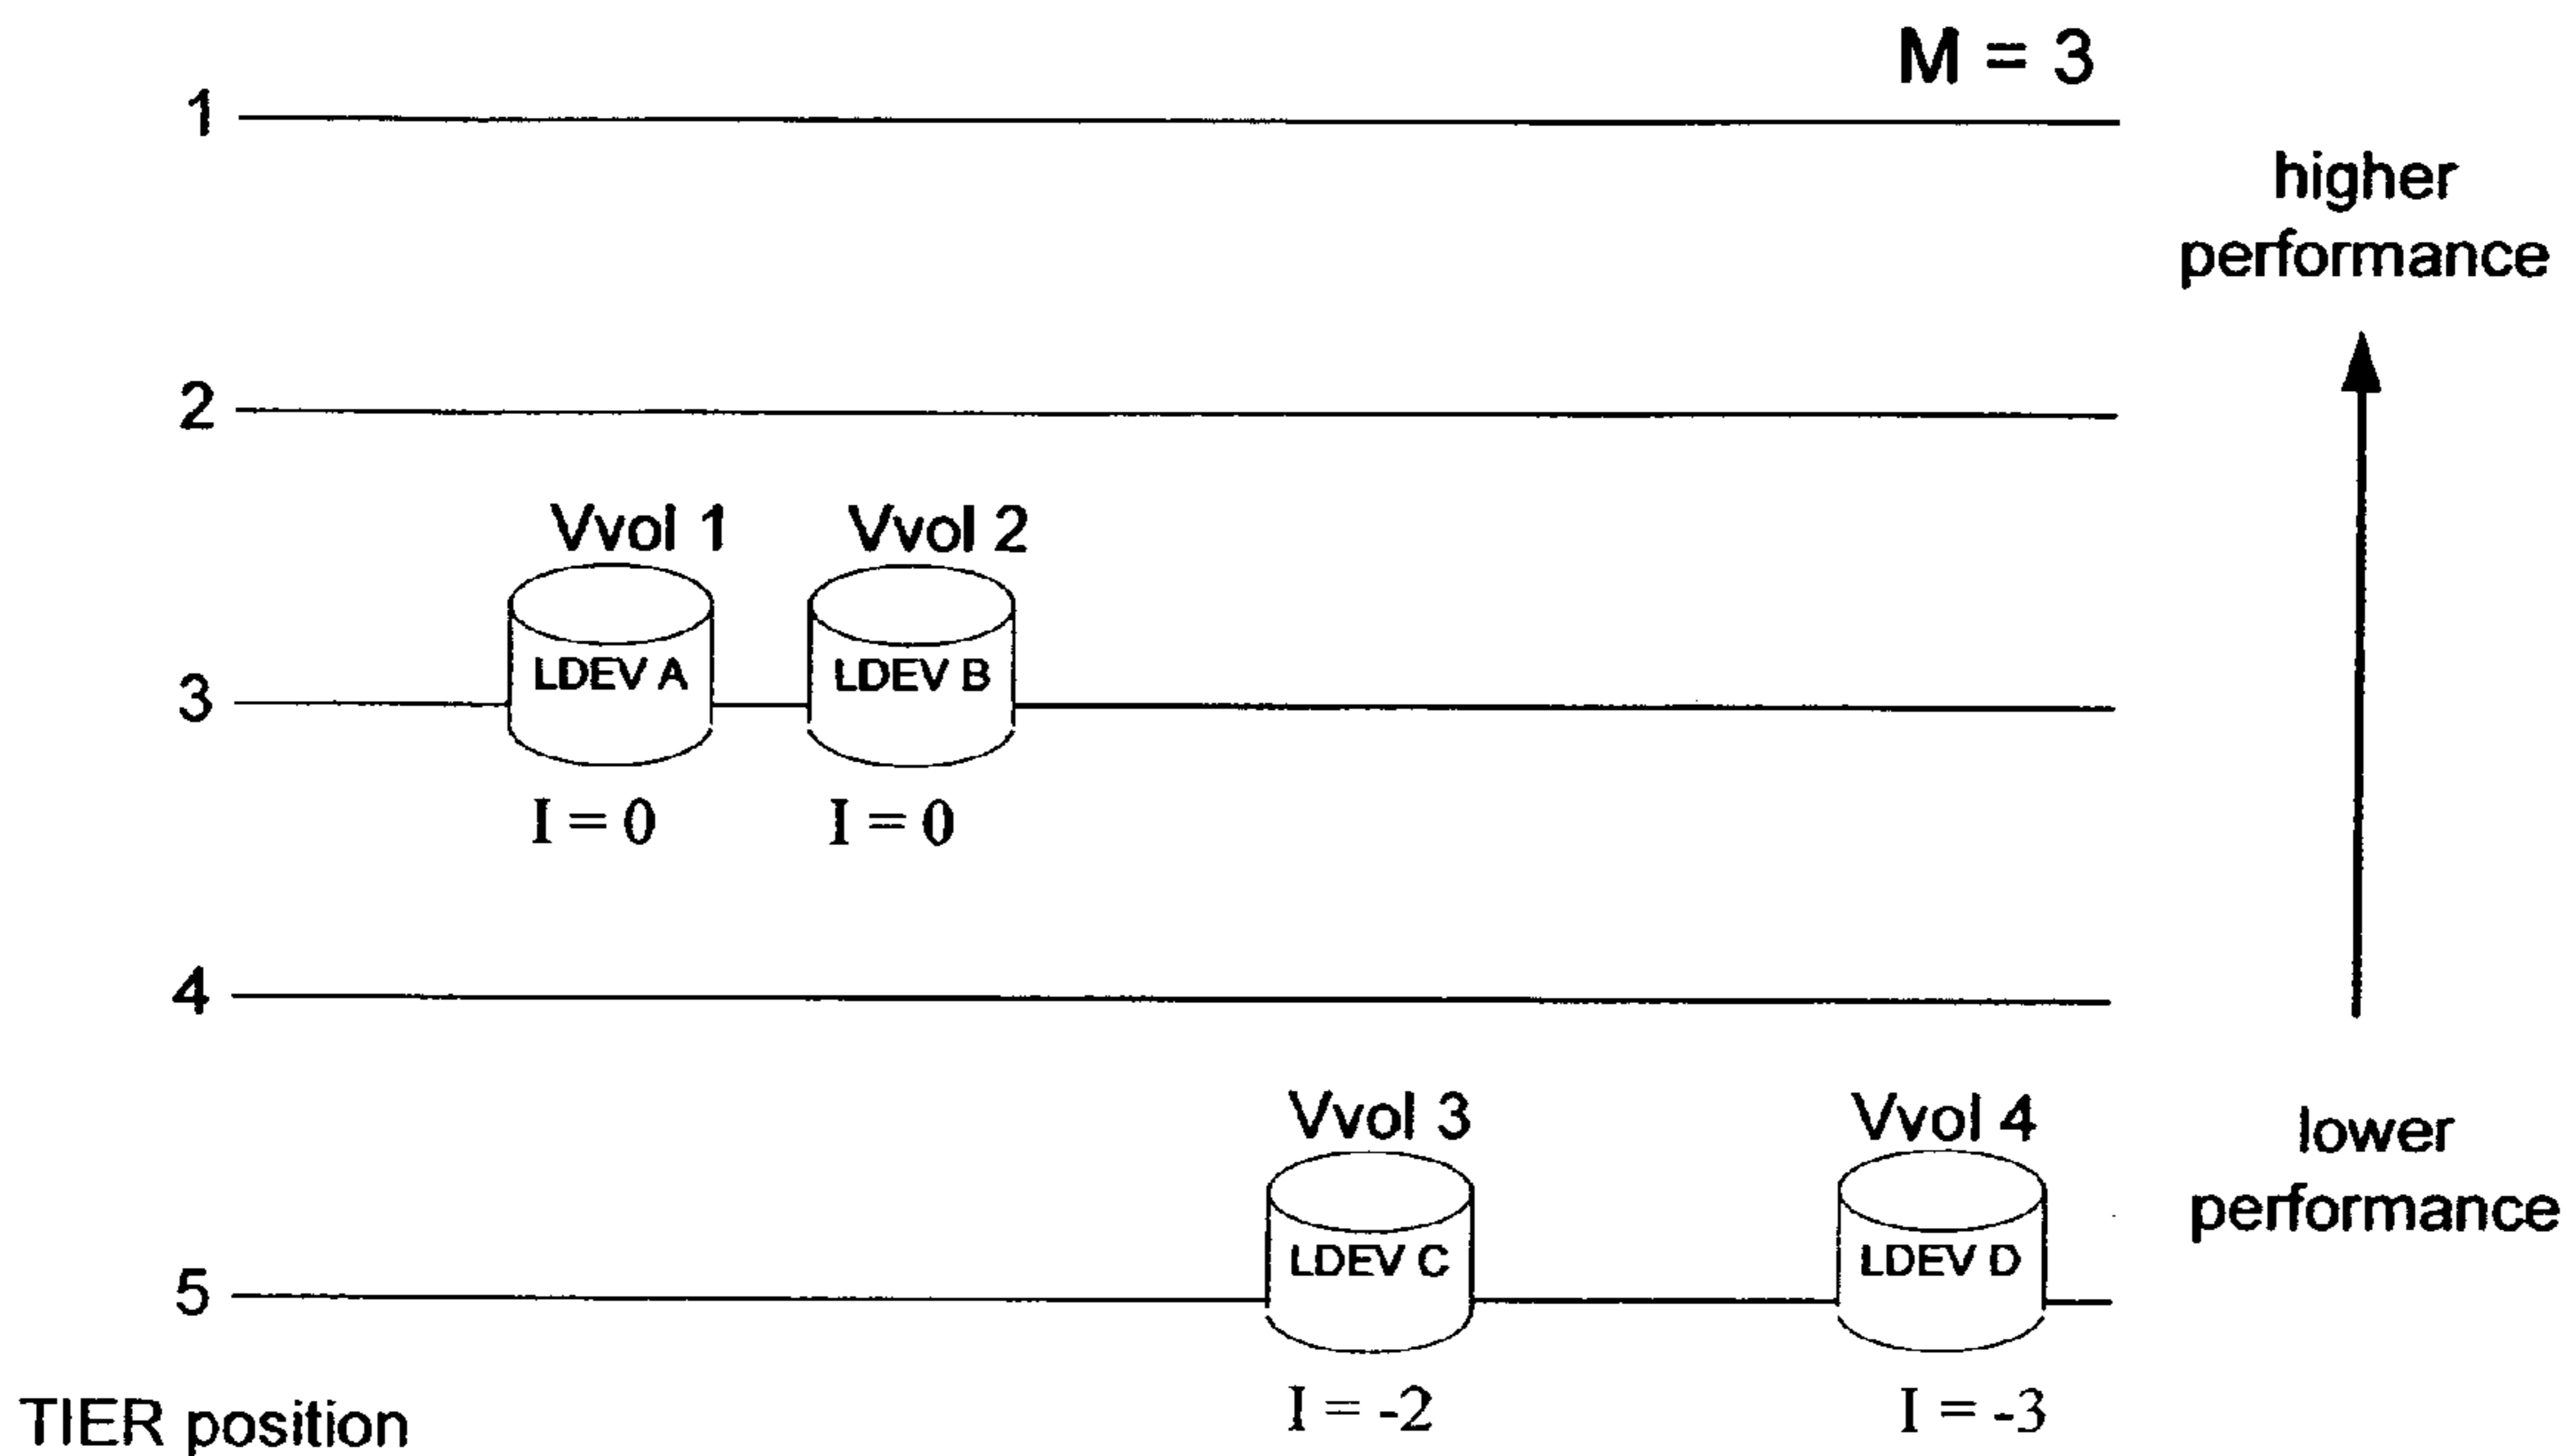 M = 3
1
higher
performance
2
Vvol 1
Vvol 2
LDEV A
LDEV B
3
I = 0
I = 0
4
Vvol 3
Vvol 4
lower
performance
LDEV C
LDEV D
5
I = -2
I = -3
TIER position